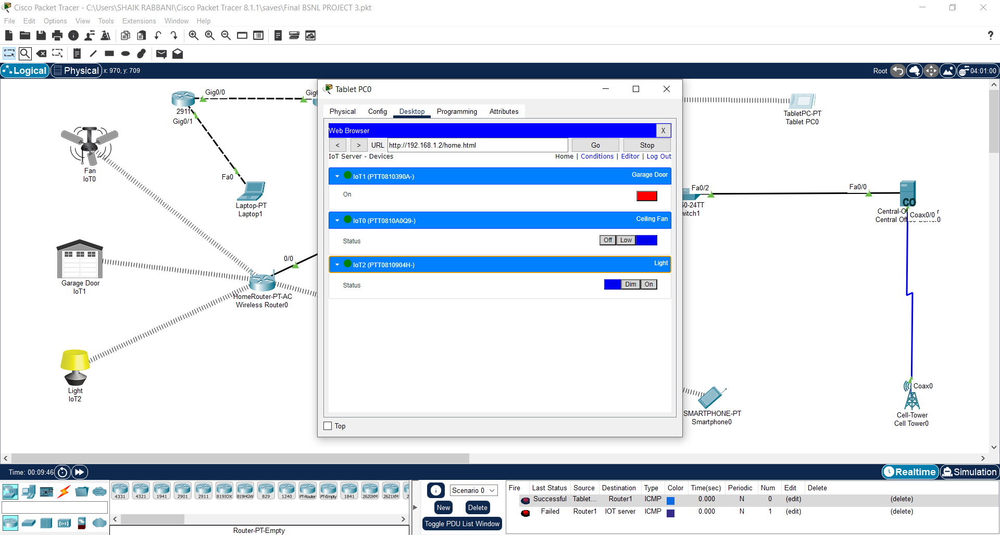 Cisco Packet Tracer - C:\Users\SHAIK RABBANI\Cisco Packet Tracer 8.1.1\saves\Final BSNL PROJECT 3.pkt
File Edit Options View Tools Extensions Window Help
?
Logical Physical x: 970, y: 709
Root 04:01:00
Gig0/0
Gig
2911
Gig0/1
Fan
IoT0
Fa0
Laptop-PT
Laptop1
Garage Door
IoT1
0/0
HomeRouter-PT-AC
Wireless Router0
Light
IoT2
Tablet PC0
Physical Config Desktop Programming Attributes
Web Browser X
< > URL http://192.168.1.2/home.html Go Stop
IoT Server - Devices Home | Conditions | Editor | Log Out
IoT1 (PTT0810390A-) Garage Door
On
IoT0 (PTT0810A0Q9-) Ceiling Fan
Status Off Low
IoT2 (PTT0810904H-) Light
Status Dim On
Top
TabletPC-PT
Tablet PC0
Fa0/2
0-24TT
witch1
Fa0/0
CO
Central-Of r
Coax0/0
Central Office Server0
SMARTPHONE-PT
Smartphone0
Coax0
Cell-Tower
Cell Tower0
Time: 00:09:46
Realtime Simulation
4331 4321 1941 2901 2911 819IOX 819HGW 829 1240 PT-Router PT-Empty 1841 2620XM 2621XM 2
Router-PT-Empty
Scenario 0
New Delete
Toggle PDU List Window
Fire Last Status Source Destination Type Color Time(sec) Periodic Num Edit Delete
Successful Tablet... Router1 ICMP 0.000 N 0 (edit) (delete)
Failed Router1 IOT server ICMP 0.000 N 1 (edit) (delete)